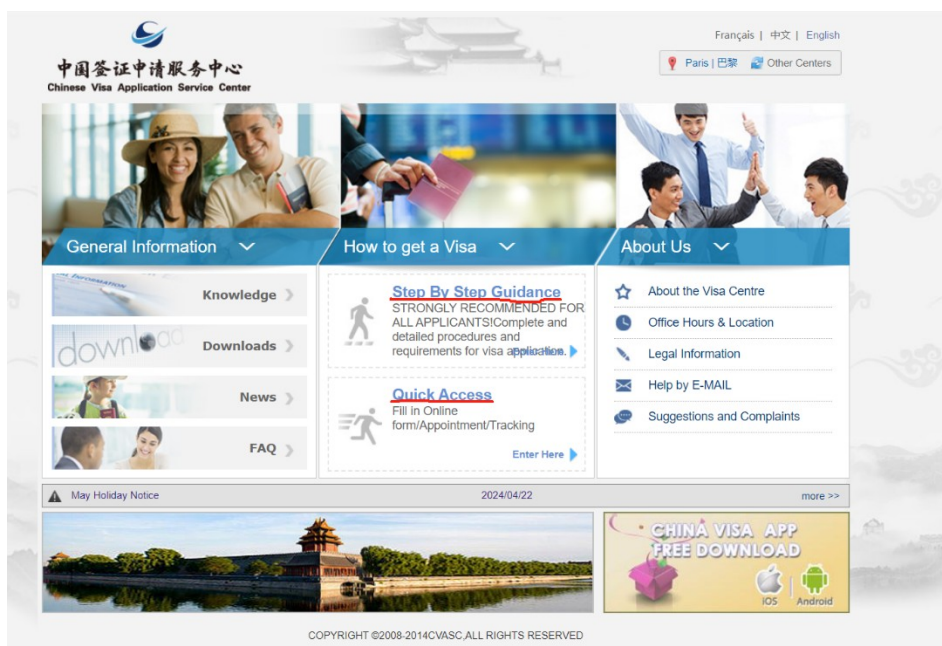 Français | 中文 | English
Paris | 巴黎 Other Centers
中国签证申请服务中心
Chinese Visa Application Service Center
General Information
How to get a Visa
About Us
Knowledge
Downloads
News
FAQ
download
Step By Step Guidance
STRONGLY RECOMMENDED FOR
ALL APPLICANTS!Complete and
detailed procedures and
requirements for visa application.
Quick Access
Fill in Online
form/Appointment/Tracking
Enter Here
About the Visa Centre
Office Hours & Location
Legal Information
Help by E-MAIL
Suggestions and Complaints
May Holiday Notice 2024/04/22 more >>
CHINA VISA APP
FREE DOWNLOAD
iOS | Android
COPYRIGHT ©2008-2014CVASC,ALL RIGHTS RESERVED